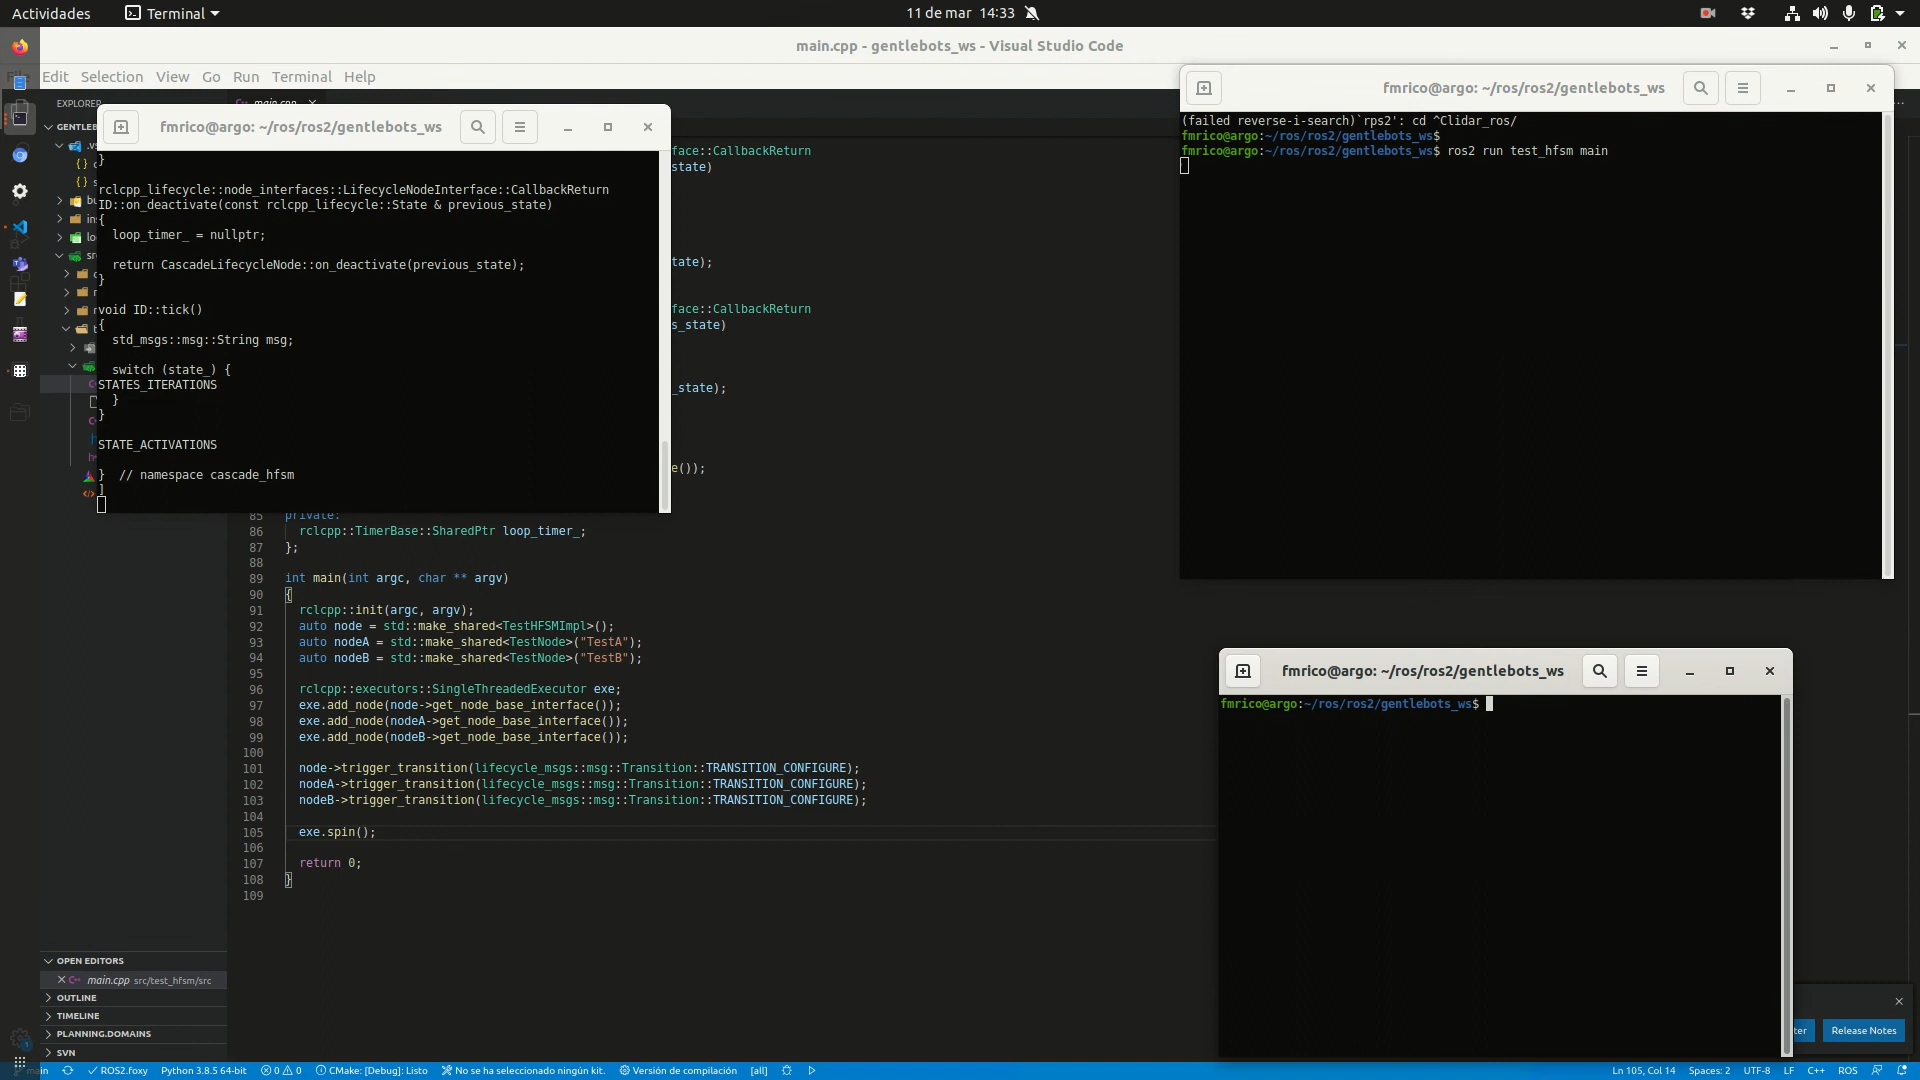 Actividades
Terminal
11 de mar 14:33
main.cpp - gentlebots_ws - Visual Studio Code
File Edit Selection View Go Run Terminal Help
EXPLORER
main.cpp
GENTLEB
fmrico@argo: ~/ros/ros2/gentlebots_ws
}
rclcpp_lifecycle::node_interfaces::LifecycleNodeInterface::CallbackReturn
ID::on_deactivate(const rclcpp_lifecycle::State & previous_state)
{
loop_timer_ = nullptr;
return CascadeLifecycleNode::on_deactivate(previous_state);
}
void ID::tick()
{
std_msgs::msg::String msg;
switch (state_) {
STATES_ITERATIONS
}
}
STATE_ACTIVATIONS
} // namespace cascade_hfsm
]
face::CallbackReturn
_state)
tate);
face::CallbackReturn
s_state)
_state);
e());
85 private:
86 rclcpp::TimerBase::SharedPtr loop_timer_;
87 };
88
89 int main(int argc, char ** argv)
90 {
91 rclcpp::init(argc, argv);
92 auto node = std::make_shared<TestHFSMImpl>();
93 auto nodeA = std::make_shared<TestNode>("TestA");
94 auto nodeB = std::make_shared<TestNode>("TestB");
95
96 rclcpp::executors::SingleThreadedExecutor exe;
97 exe.add_node(node->get_node_base_interface());
98 exe.add_node(nodeA->get_node_base_interface());
99 exe.add_node(nodeB->get_node_base_interface());
100
101 node->trigger_transition(lifecycle_msgs::msg::Transition::TRANSITION_CONFIGURE);
102 nodeA->trigger_transition(lifecycle_msgs::msg::Transition::TRANSITION_CONFIGURE);
103 nodeB->trigger_transition(lifecycle_msgs::msg::Transition::TRANSITION_CONFIGURE);
104
105 exe.spin();
106
107 return 0;
108 }
109
fmrico@argo: ~/ros/ros2/gentlebots_ws
(failed reverse-i-search)`rps2': cd ^Clidar_ros/
fmrico@argo:~/ros/ros2/gentlebots_ws$
fmrico@argo:~/ros/ros2/gentlebots_ws$ ros2 run test_hfsm main
fmrico@argo: ~/ros/ros2/gentlebots_ws
fmrico@argo:~/ros/ros2/gentlebots_ws$
OPEN EDITORS
main.cpp src/test_hfsm/src
OUTLINE
TIMELINE
PLANNING.DOMAINS
SVN
Release Notes
main
ROS2.foxy
Python 3.8.5 64-bit
0 0
CMake: [Debug]: Listo
No se ha seleccionado ningún kit.
Versión de compilación
[all]
Ln 105, Col 14
Spaces: 2
UTF-8
LF
C++
ROS